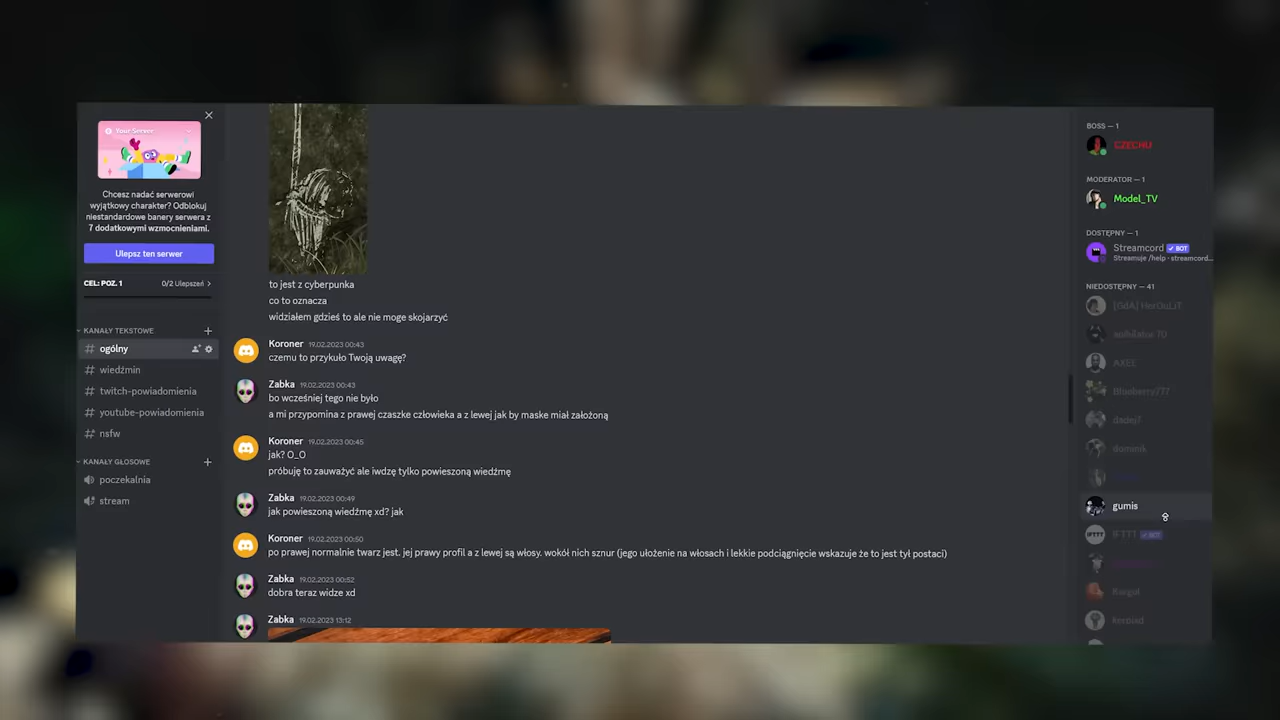 Your Server
Chcesz nadać serwerowi
wyjątkowy charakter? Odblokuj
niestandardowe banery serwera z
7 dodatkowymi wzmocnieniami.
Ulepsz ten serwer
CEL: POZ. 1 0/2 Ulepszeń
KANAŁY TEKSTOWE
ogólny
wiedźmin
twitch-powiadomienia
youtube-powiadomienia
nsfw
KANAŁY GŁOSOWE
poczekalnia
stream
to jest z cyberpunka
co to oznacza
widziałem gdzieś to ale nie moge skojarzyć
Koroner 19.02.2023 00:43
czemu to przykuło Twoją uwagę?
Zabka 19.02.2023 00:43
bo wcześniej tego nie było
a mi przypomina z prawej czaszke człowieka a z lewej jak by maske miał założoną
Koroner 19.02.2023 00:45
jak? O_O
próbuję to zauważyć ale iwdzę tylko powieszoną wiedźmę
Zabka 19.02.2023 00:49
jak powieszoną wiedźmę xd? jak
Koroner 19.02.2023 00:50
po prawej normalnie twarz jest. jej prawy profil a z lewej są włosy. wokół nich sznur (jego ułożenie na włosach i lekkie podciągnięcie wskazuje że to jest tył postaci)
Zabka 19.02.2023 00:52
dobra teraz widze xd
Zabka 19.02.2023 13:12
BOSS — 1
CZECHU
MODERATOR — 1
Model_TV
DOSTĘPNY — 1
Streamcord BOT
Streamuje /help · streamcord...
NIEDOSTĘPNY — 41
AXEE
Blueberry777
dominik
gumis
IFTTT BOT